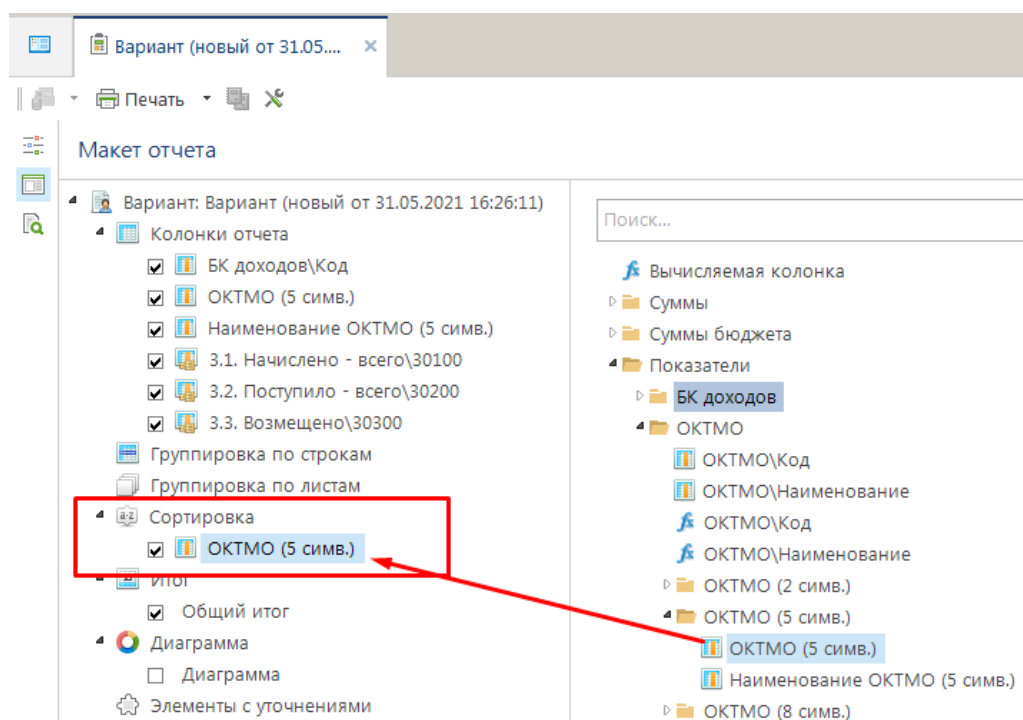 Вариант (новый от 31.05....
Печать
Макет отчета
Вариант: Вариант (новый от 31.05.2021 16:26:11)
Колонки отчета
БК доходов\Код
ОКТМО (5 симв.)
Наименование ОКТМО (5 симв.)
3.1. Начислено - всего\30100
3.2. Поступило - всего\30200
3.3. Возмещено\30300
Группировка по строкам
Группировка по листам
Сортировка
ОКТМО (5 симв.)
Итог
Общий итог
Диаграмма
Диаграмма
Элементы с уточнениями
Поиск...
Вычисляемая колонка
Суммы
Суммы бюджета
Показатели
БК доходов
ОКТМО
ОКТМО\Код
ОКТМО\Наименование
ОКТМО\Код
ОКТМО\Наименование
ОКТМО (2 симв.)
ОКТМО (5 симв.)
ОКТМО (5 симв.)
Наименование ОКТМО (5 симв.)
ОКТМО (8 симв.)